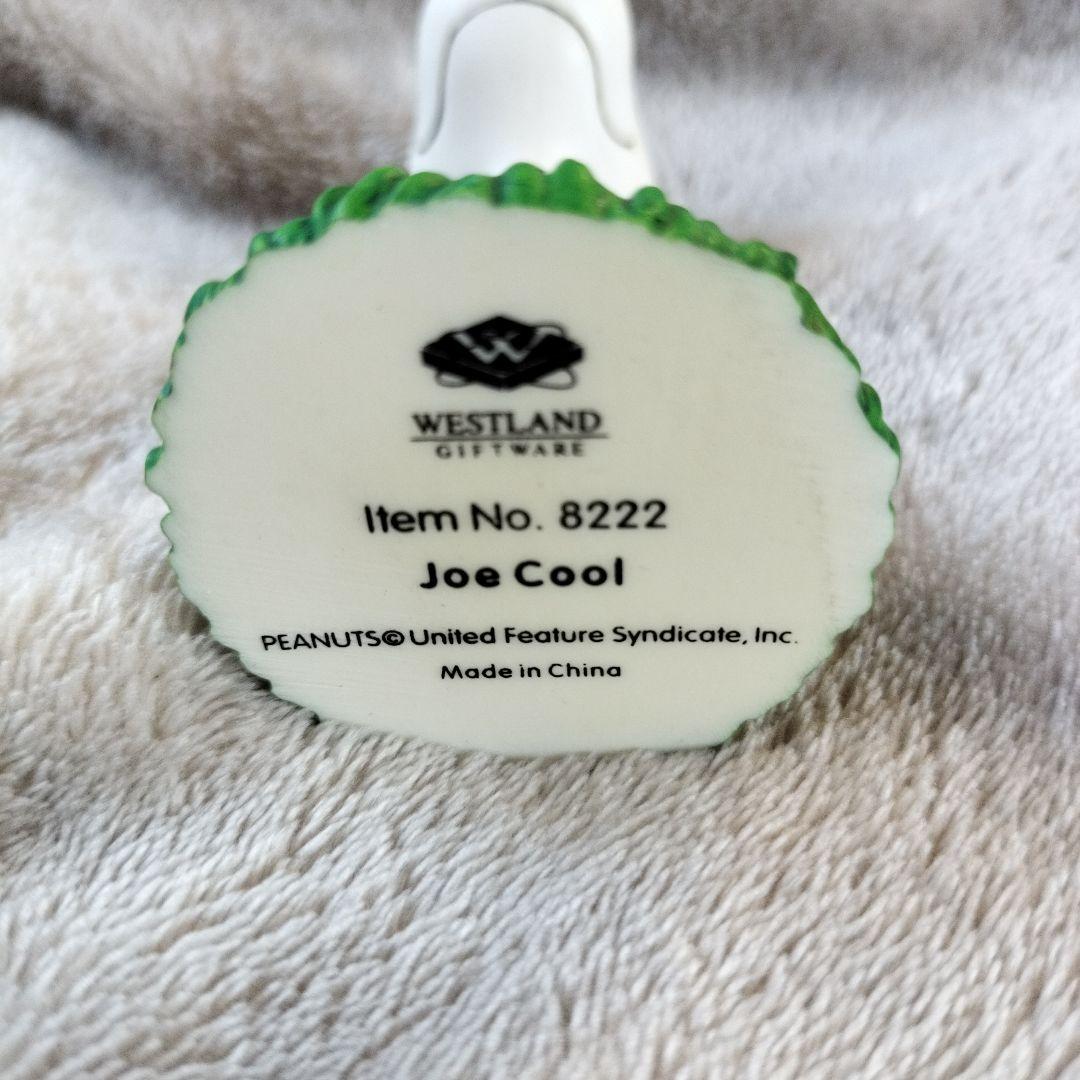 W
WESTLAND
GIFTWARE
Item No. 8222
Joe Cool
PEANUTS© United Feature Syndicate, Inc.
Made in China